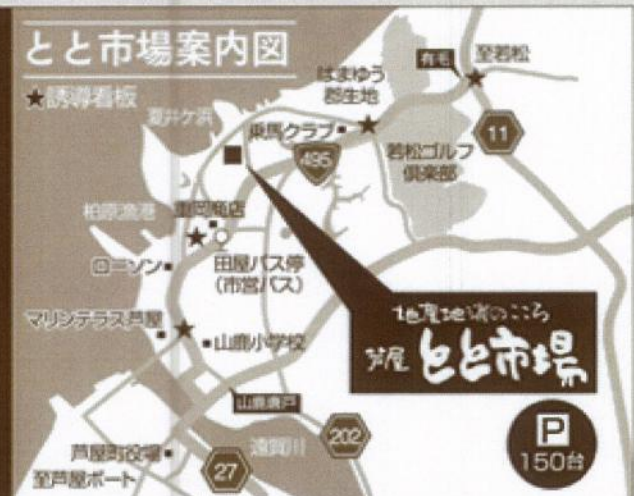 とと市場案内図
★誘導看板
有毛
至若松
はまゆう
群生地
夏井ケ浜
乗馬クラブ
495
11
若松ゴルフ
倶楽部
柏原漁港
重岡商店
田屋バス停
(市営バス)
ローソン
マリンテラス芦屋
山鹿小学校
地産地消のこころ
芦屋 とと市場
山鹿唐戸
P
150台
芦屋町役場
至芦屋ボート
27
遠賀川
202